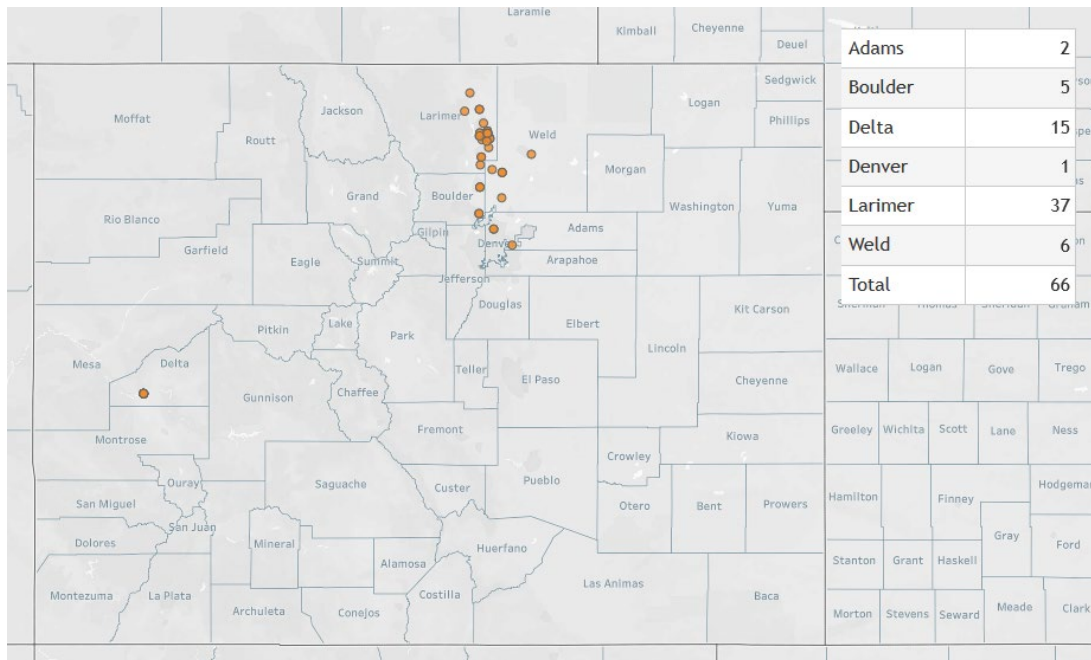 Laramie
Kimball
Cheyenne
Deuel
Adams 2
Boulder 5
Delta 15
Denver 1
Larimer 37
Weld 6
Total 66
Moffat
Routt
Jackson
Larimer
Weld
Logan
Sedgwick
Phillips
Morgan
Grand
Boulder
Washington
Yuma
Rio Blanco
Garfield
Eagle
Summit
Gilpin
Denver
Adams
Arapahoe
Jefferson
Douglas
Elbert
Kit Carson
Sherman
Thomas
Sheridan
Graham
Mesa
Delta
Pitkin
Lake
Park
Lincoln
Teller
El Paso
Cheyenne
Wallace
Logan
Gove
Trego
Gunnison
Chaffee
Montrose
Fremont
Kiowa
Greeley
Wichita
Scott
Lane
Ness
Crowley
Ouray
Saguache
Custer
Pueblo
Otero
Bent
Prowers
Hamilton
Finney
Hodgeman
San Miguel
San Juan
Dolores
Mineral
Alamosa
Huerfano
Gray
Ford
Stanton
Grant
Haskell
Montezuma
La Plata
Archuleta
Conejos
Costilla
Las Animas
Baca
Morton
Stevens
Seward
Meade
Clark